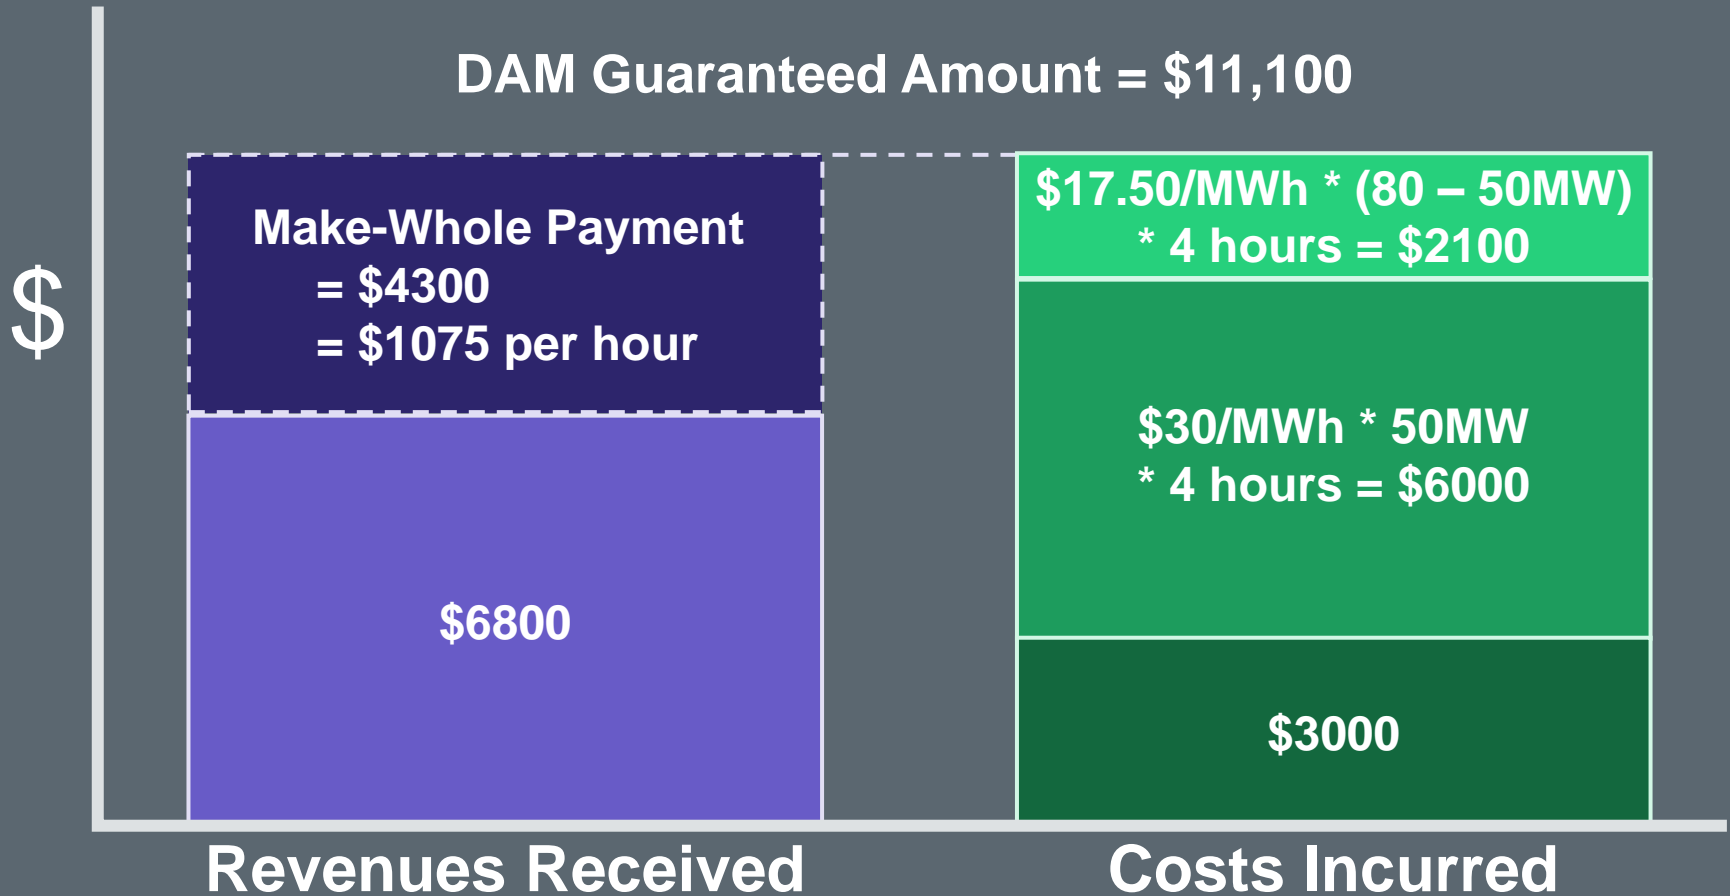 DAM Guaranteed Amount = $11,100
$
Make-Whole Payment
= $4300
= $1075 per hour
$6800
$17.50/MWh * (80 – 50MW)
* 4 hours = $2100
$30/MWh * 50MW
* 4 hours = $6000
$3000
Revenues Received
Costs Incurred